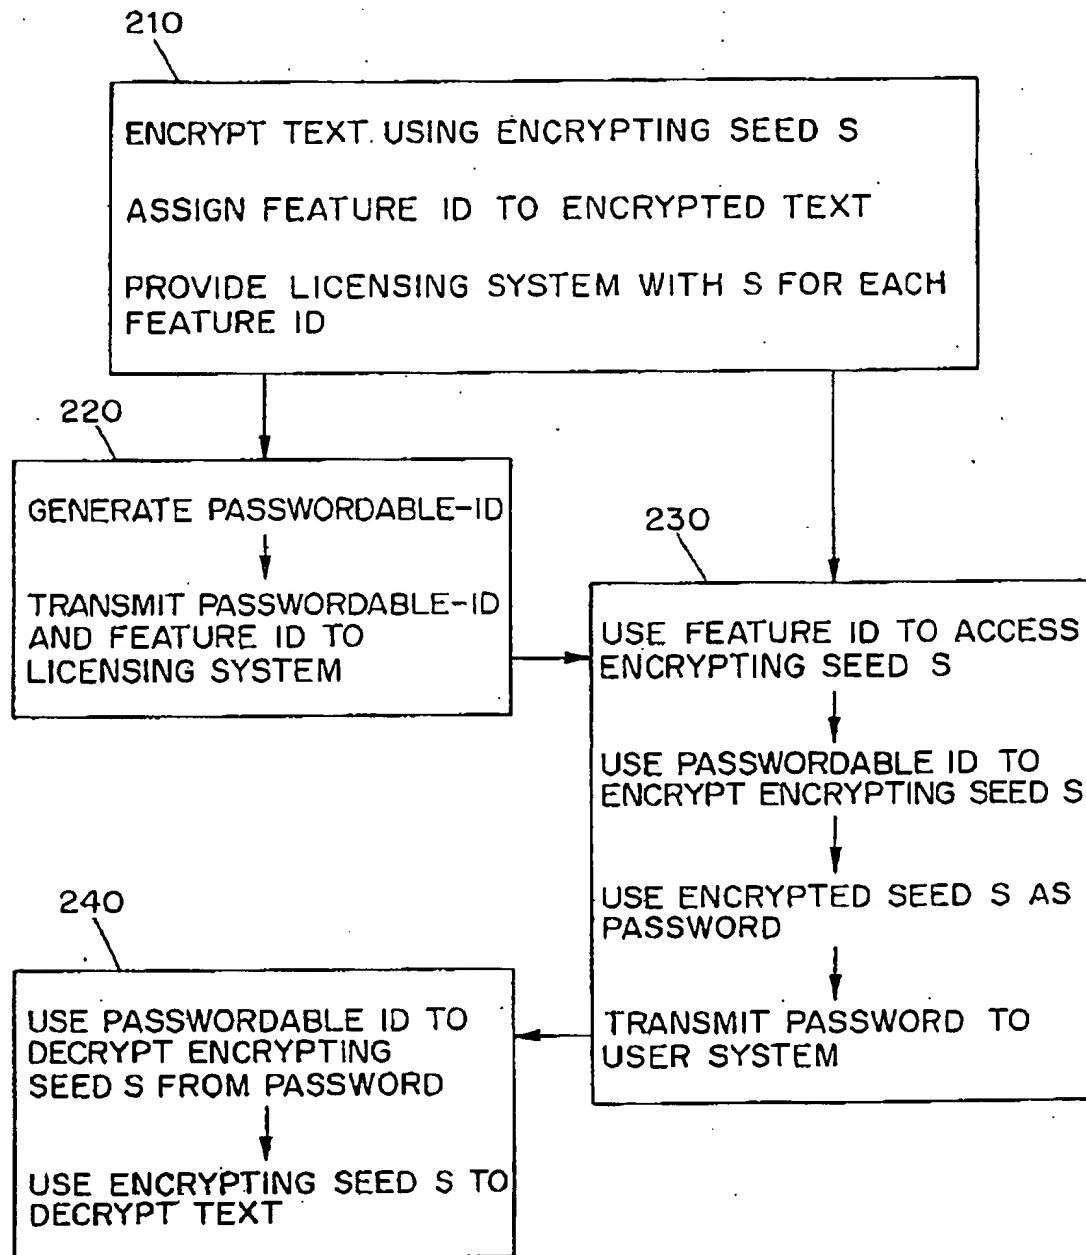 210
ENCRYPT TEXT USING ENCRYPTING SEED S
ASSIGN FEATURE ID TO ENCRYPTED TEXT
PROVIDE LICENSING SYSTEM WITH S FOR EACH
FEATURE ID
220
GENERATE PASSWORDABLE-ID
TRANSMIT PASSWORDABLE-ID
AND FEATURE ID TO
LICENSING SYSTEM
230
USE FEATURE ID TO ACCESS
ENCRYPTING SEED S
USE PASSWORDABLE ID TO
ENCRYPT ENCRYPTING SEED S
USE ENCRYPTED SEED S AS
PASSWORD
TRANSMIT PASSWORD TO
USER SYSTEM
240
USE PASSWORDABLE ID TO
DECRYPT ENCRYPTING
SEED S FROM PASSWORD
USE ENCRYPTING SEED S TO
DECRYPT TEXT